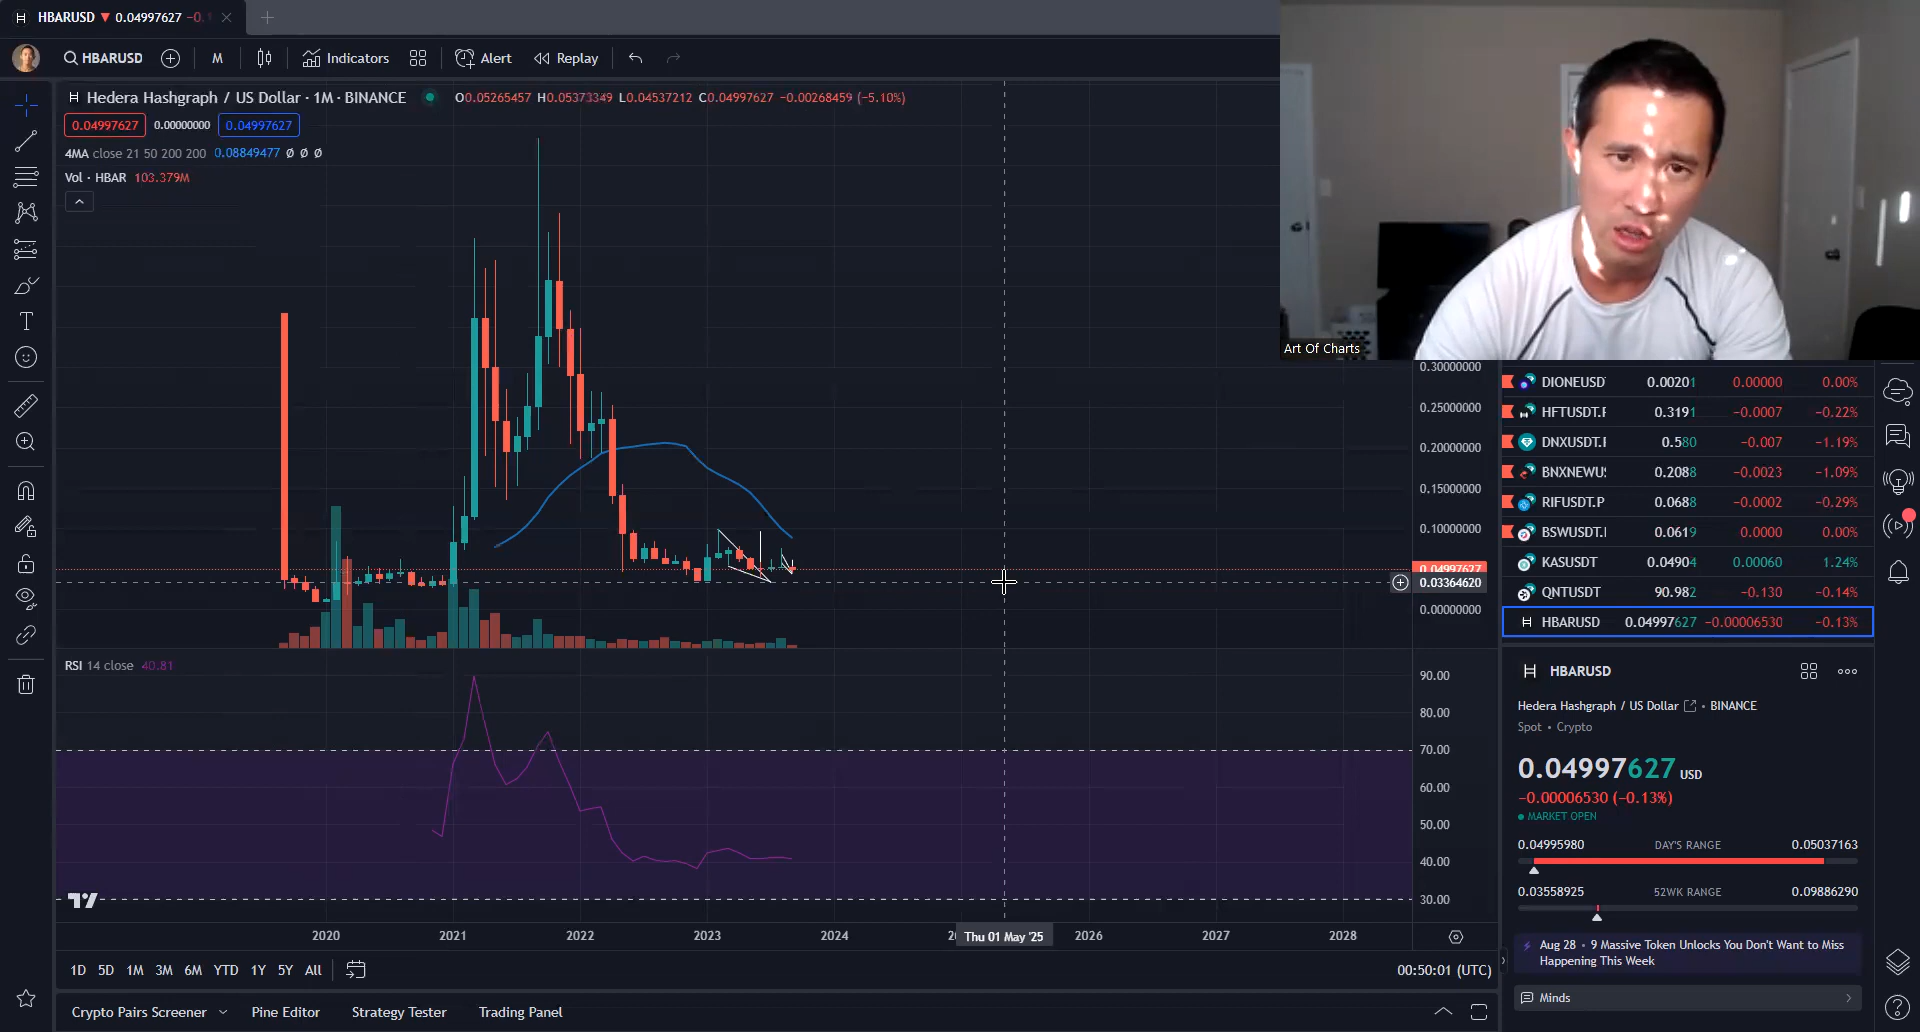 HBARUSD ▼ 0.04997627
HBARUSD M Indicators Alert Replay
Hedera Hashgraph / US Dollar · 1M · BINANCE O0.05265457 H0.05373349 L0.04537212 C0.04997627 −0.00268459 (−5.10%)
0.04997627 0.00000000 0.04997627
4MA close 21 50 200 200 0.08849477 Ø Ø Ø
Vol · HBAR 103.379M
Art Of Charts
0.30000000
0.25000000
0.20000000
0.15000000
0.10000000
0.04997627
0.03364620
0.00000000
DIONEUSD 0.00201 0.00000 0.00%
HFTUSDT.F 0.3191 −0.0007 −0.22%
DNXUSDT.I 0.580 −0.007 −1.19%
BNXNEWU 0.2088 −0.0023 −1.09%
RIFUSDT.P 0.0688 −0.0002 −0.29%
BSWUSDT.I 0.0619 0.0000 0.00%
KASUSDT 0.04904 0.00060 1.24%
QNTUSDT 90.982 −0.130 −0.14%
HBARUSD 0.04997627 −0.00006530 −0.13%
RSI 14 close 40.81
90.00
80.00
70.00
60.00
50.00
40.00
30.00
HBARUSD
Hedera Hashgraph / US Dollar • BINANCE
Spot • Crypto
0.04997627 USD
−0.00006530 (−0.13%)
MARKET OPEN
0.04995980 DAY'S RANGE 0.05037163
0.03558925 52WK RANGE 0.09886290
Aug 28 • 9 Massive Token Unlocks You Don't Want to Miss
Happening This Week
Minds
2020 2021 2022 2023 2024 Thu 01 May '25 2026 2027 2028
1D 5D 1M 3M 6M YTD 1Y 5Y All 00:50:01 (UTC)
Crypto Pairs Screener Pine Editor Strategy Tester Trading Panel